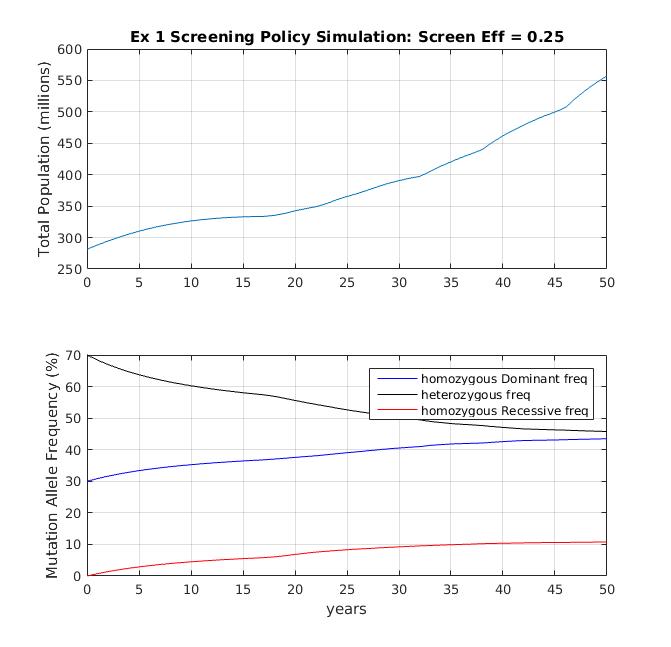 Ex 1 Screening Policy Simulation: Screen Eff = 0.25
Total Population (millions)
600
550
500
450
400
350
300
250
0 5 10 15 20 25 30 35 40 45 50
Mutation Allele Frequency (%)
70
60
50
40
30
20
10
0
homozygous Dominant freq
heterozygous freq
homozygous Recessive freq
0 5 10 15 20 25 30 35 40 45 50
years